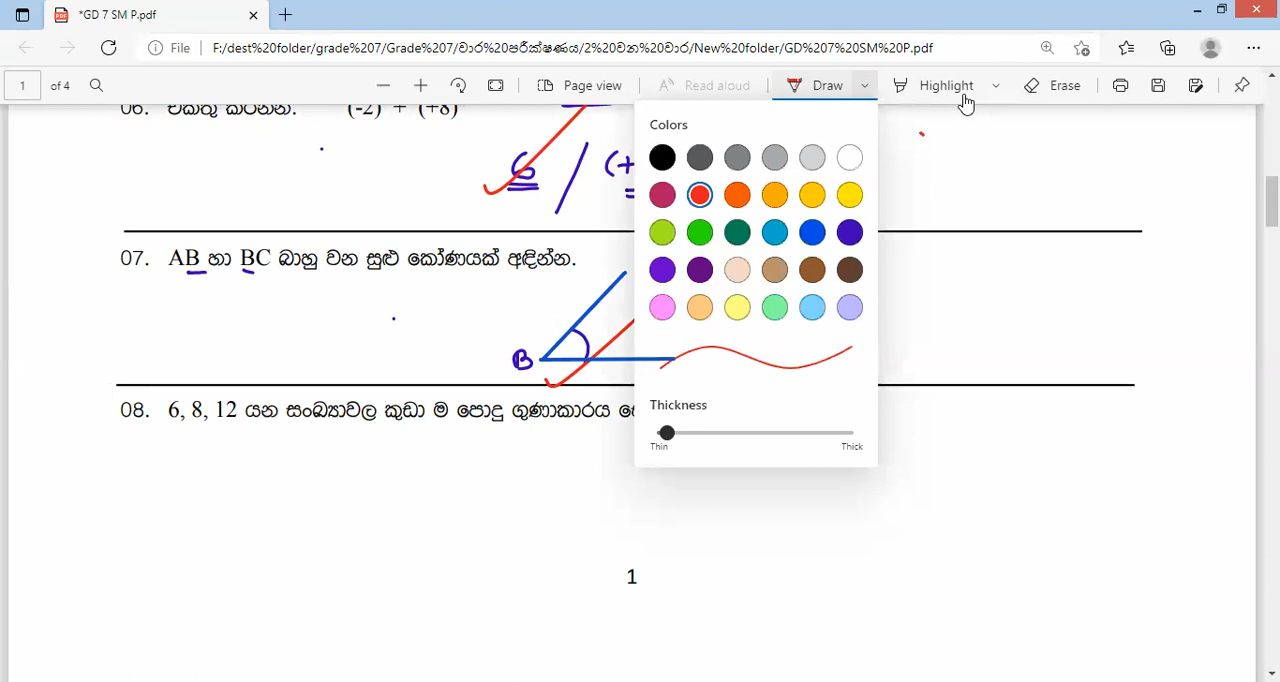 *GD 7 SM P.pdf
File F:/dest%20folder/grade%207/Grade%207/වාර%20පරීක්ෂණය/2%20වන%20වාර/New%20folder/GD%207%20SM%20P.pdf
1 of 4 Page view Read aloud Draw Highlight Erase
06. එකතු කරන්න. (-2) + (+8)
6 (+
07. AB හා BC බාහු වන සුළු කෝණයක් අඳින්න.
B
08. 6, 8, 12 යන සංඛ්‍යාවල කුඩා ම පොදු ගුණාකාරය
1
Colors
Thickness
Thin Thick